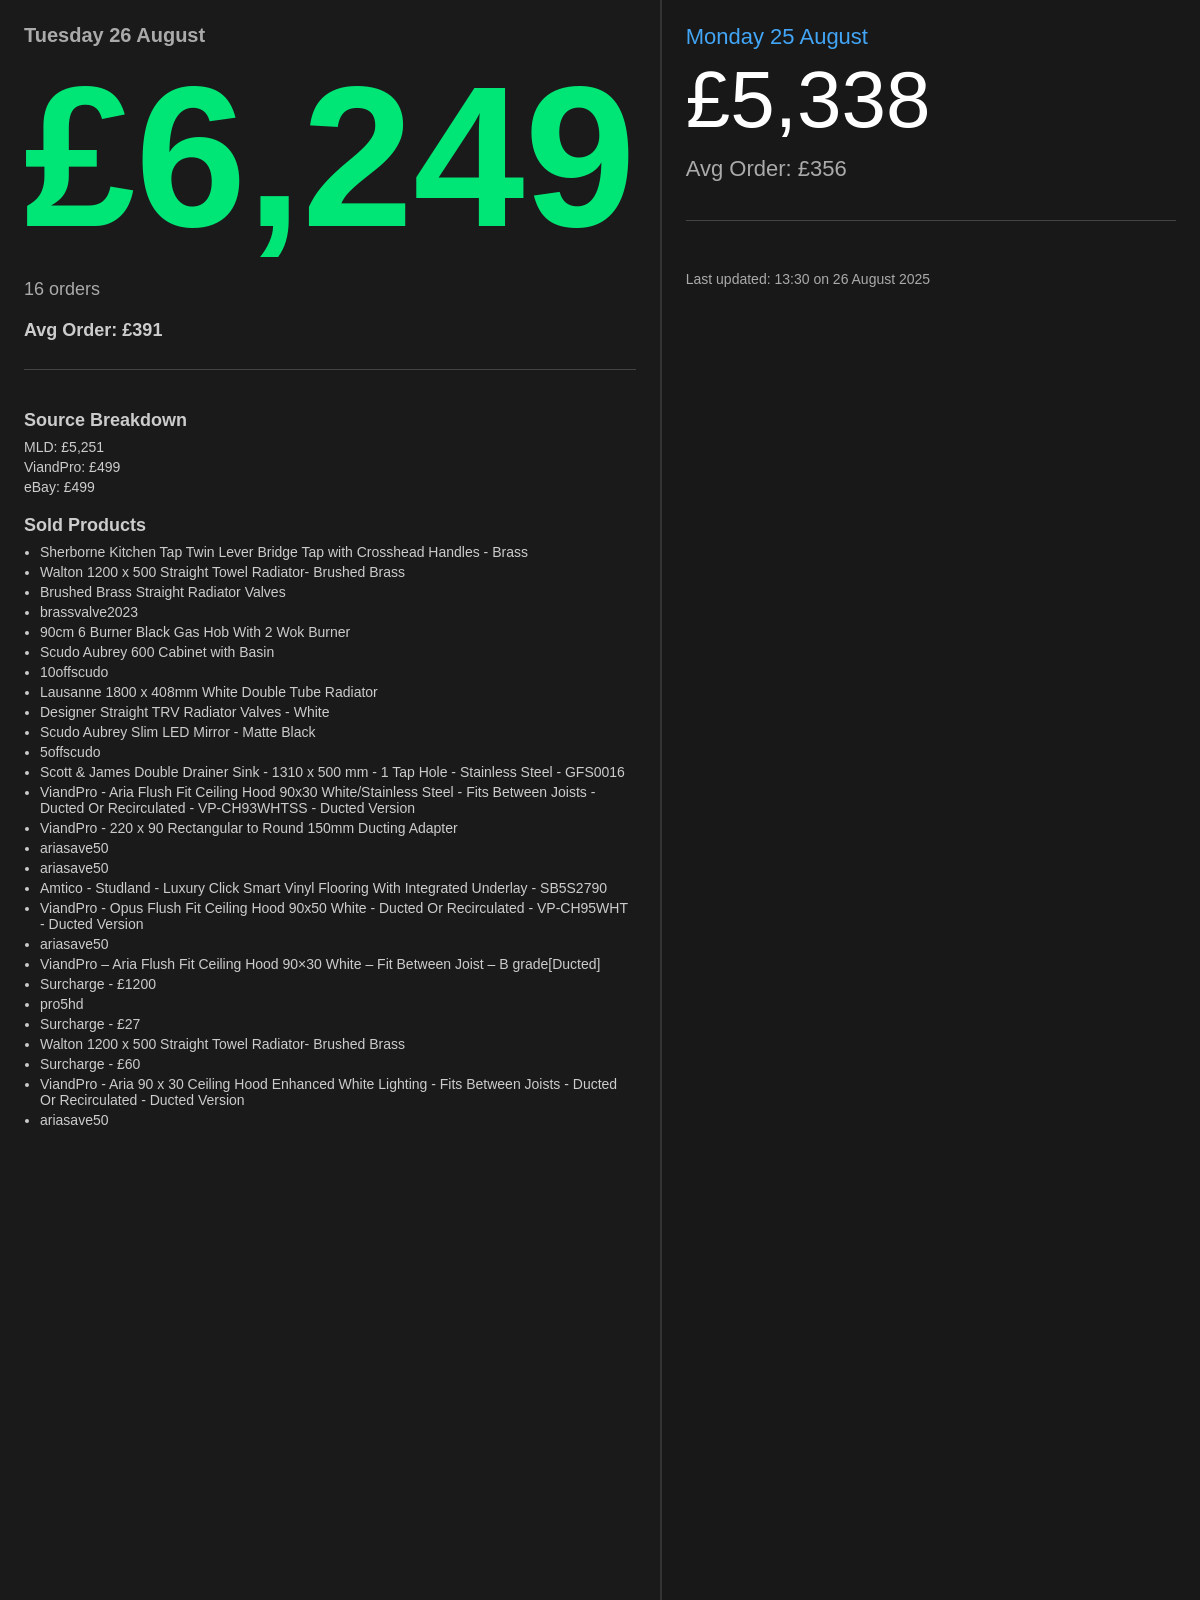 Tuesday 26 August
£6,249
16 orders
Avg Order: £391
Source Breakdown
MLD: £5,251
ViandPro: £499
eBay: £499
Sold Products
• Sherborne Kitchen Tap Twin Lever Bridge Tap with Crosshead Handles - Brass
• Walton 1200 x 500 Straight Towel Radiator- Brushed Brass
• Brushed Brass Straight Radiator Valves
• brassvalve2023
• 90cm 6 Burner Black Gas Hob With 2 Wok Burner
• Scudo Aubrey 600 Cabinet with Basin
• 10offscudo
• Lausanne 1800 x 408mm White Double Tube Radiator
• Designer Straight TRV Radiator Valves - White
• Scudo Aubrey Slim LED Mirror - Matte Black
• 5offscudo
• Scott & James Double Drainer Sink - 1310 x 500 mm - 1 Tap Hole - Stainless Steel - GFS0016
• ViandPro - Aria Flush Fit Ceiling Hood 90x30 White/Stainless Steel - Fits Between Joists -
Ducted Or Recirculated - VP-CH93WHTSS - Ducted Version
• ViandPro - 220 x 90 Rectangular to Round 150mm Ducting Adapter
• ariasave50
• ariasave50
• Amtico - Studland - Luxury Click Smart Vinyl Flooring With Integrated Underlay - SB5S2790
• ViandPro - Opus Flush Fit Ceiling Hood 90x50 White - Ducted Or Recirculated - VP-CH95WHT
- Ducted Version
• ariasave50
• ViandPro – Aria Flush Fit Ceiling Hood 90×30 White – Fit Between Joist – B grade[Ducted]
• Surcharge - £1200
• pro5hd
• Surcharge - £27
• Walton 1200 x 500 Straight Towel Radiator- Brushed Brass
• Surcharge - £60
• ViandPro - Aria 90 x 30 Ceiling Hood Enhanced White Lighting - Fits Between Joists - Ducted
Or Recirculated - Ducted Version
• ariasave50
Monday 25 August
£5,338
Avg Order: £356
Last updated: 13:30 on 26 August 2025